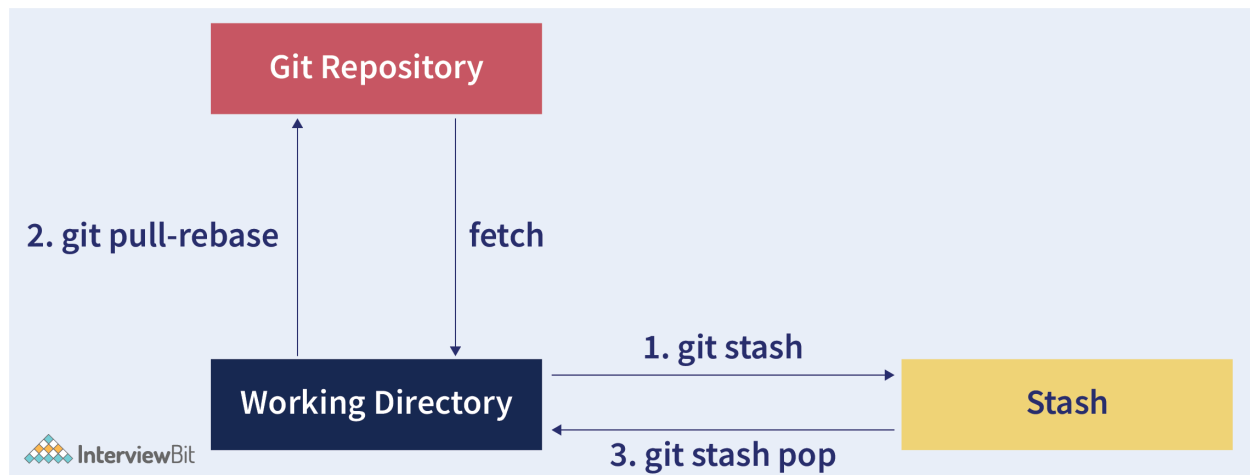 Git Repository
2. git pull-rebase
fetch
1. git stash
Working Directory
Stash
3. git stash pop
InterviewBit